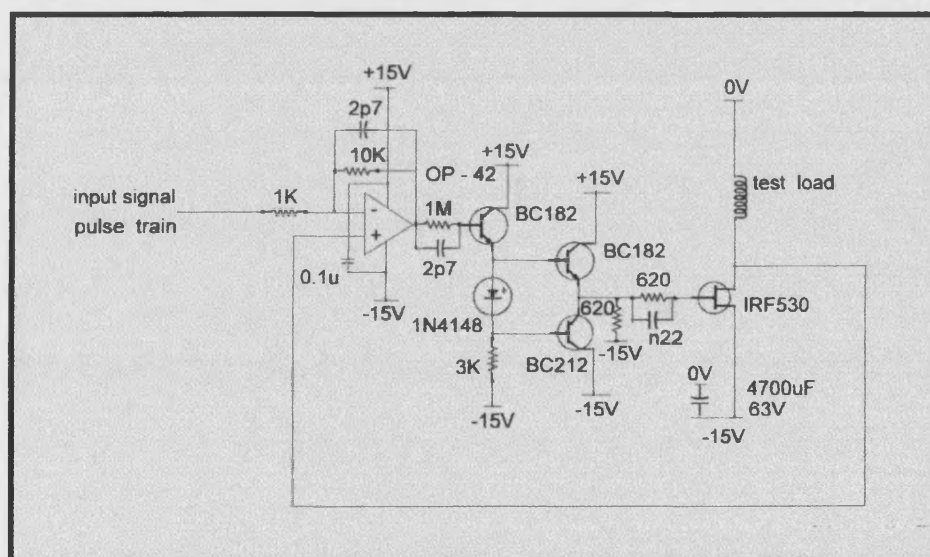 +15V
0V
2p7
10K
OP - 42
+15V
+15V
test load
input signal
pulse train
1K
1M
BC182
BC182
-
+
2p7
0.1u
620
-15V
1N4148
620
IRF530
n22
3K
BC212
-15V
0V
4700uF
63V
-15V
-15V
-15V